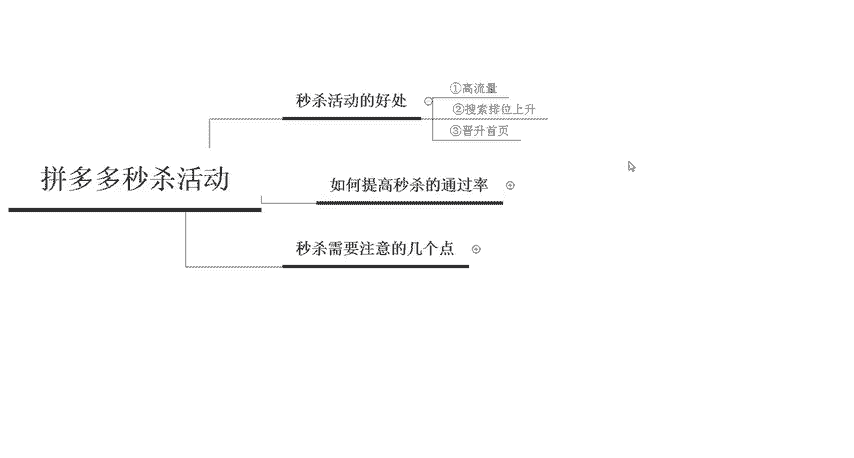 秒杀活动的好处
①高流量
②搜索排位上升
③晋升首页
拼多多秒杀活动
如何提高秒杀的通过率
秒杀需要注意的几个点